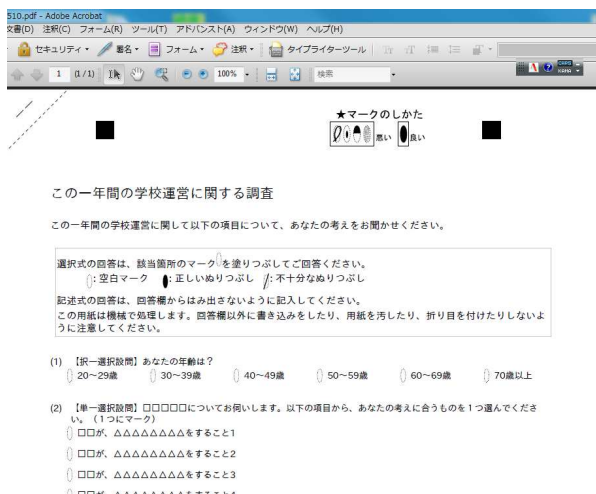 510.pdf - Adobe Acrobat
文書(D) 注釈(C) フォーム(R) ツール(T) アドバンスト(A) ウィンドウ(W) ヘルプ(H)
セキュリティ 署名 フォーム 注釈 タイプライターツール
1 (1/1) 100% 検索
CAPS
KANA
★マークのしかた
悪い 良い
この一年間の学校運営に関する調査
この一年間の学校運営に関して以下の項目について、あなたの考えをお聞かせください。
選択式の回答は、該当箇所のマーク を塗りつぶしてご回答ください。
:空白マーク :正しいぬりつぶし :不十分なぬりつぶし
記述式の回答は、回答欄からはみ出さないように記入してください。
この用紙は機械で処理します。回答欄以外に書き込みをしたり、用紙を汚したり、折り目を付けたりしないよ
うに注意してください。
(1) 【択一選択設問】あなたの年齢は?
20~29歳 30~39歳 40~49歳 50~59歳 60~69歳 70歳以上
(2) 【単一選択設問】□□□□□についてお伺いします。以下の項目から、あなたの考えに合うものを1つ選んでくださ
い。(1つにマーク)
□□が、△△△△△△△△をすること1
□□が、△△△△△△△△をすること2
□□が、△△△△△△△△をすること3